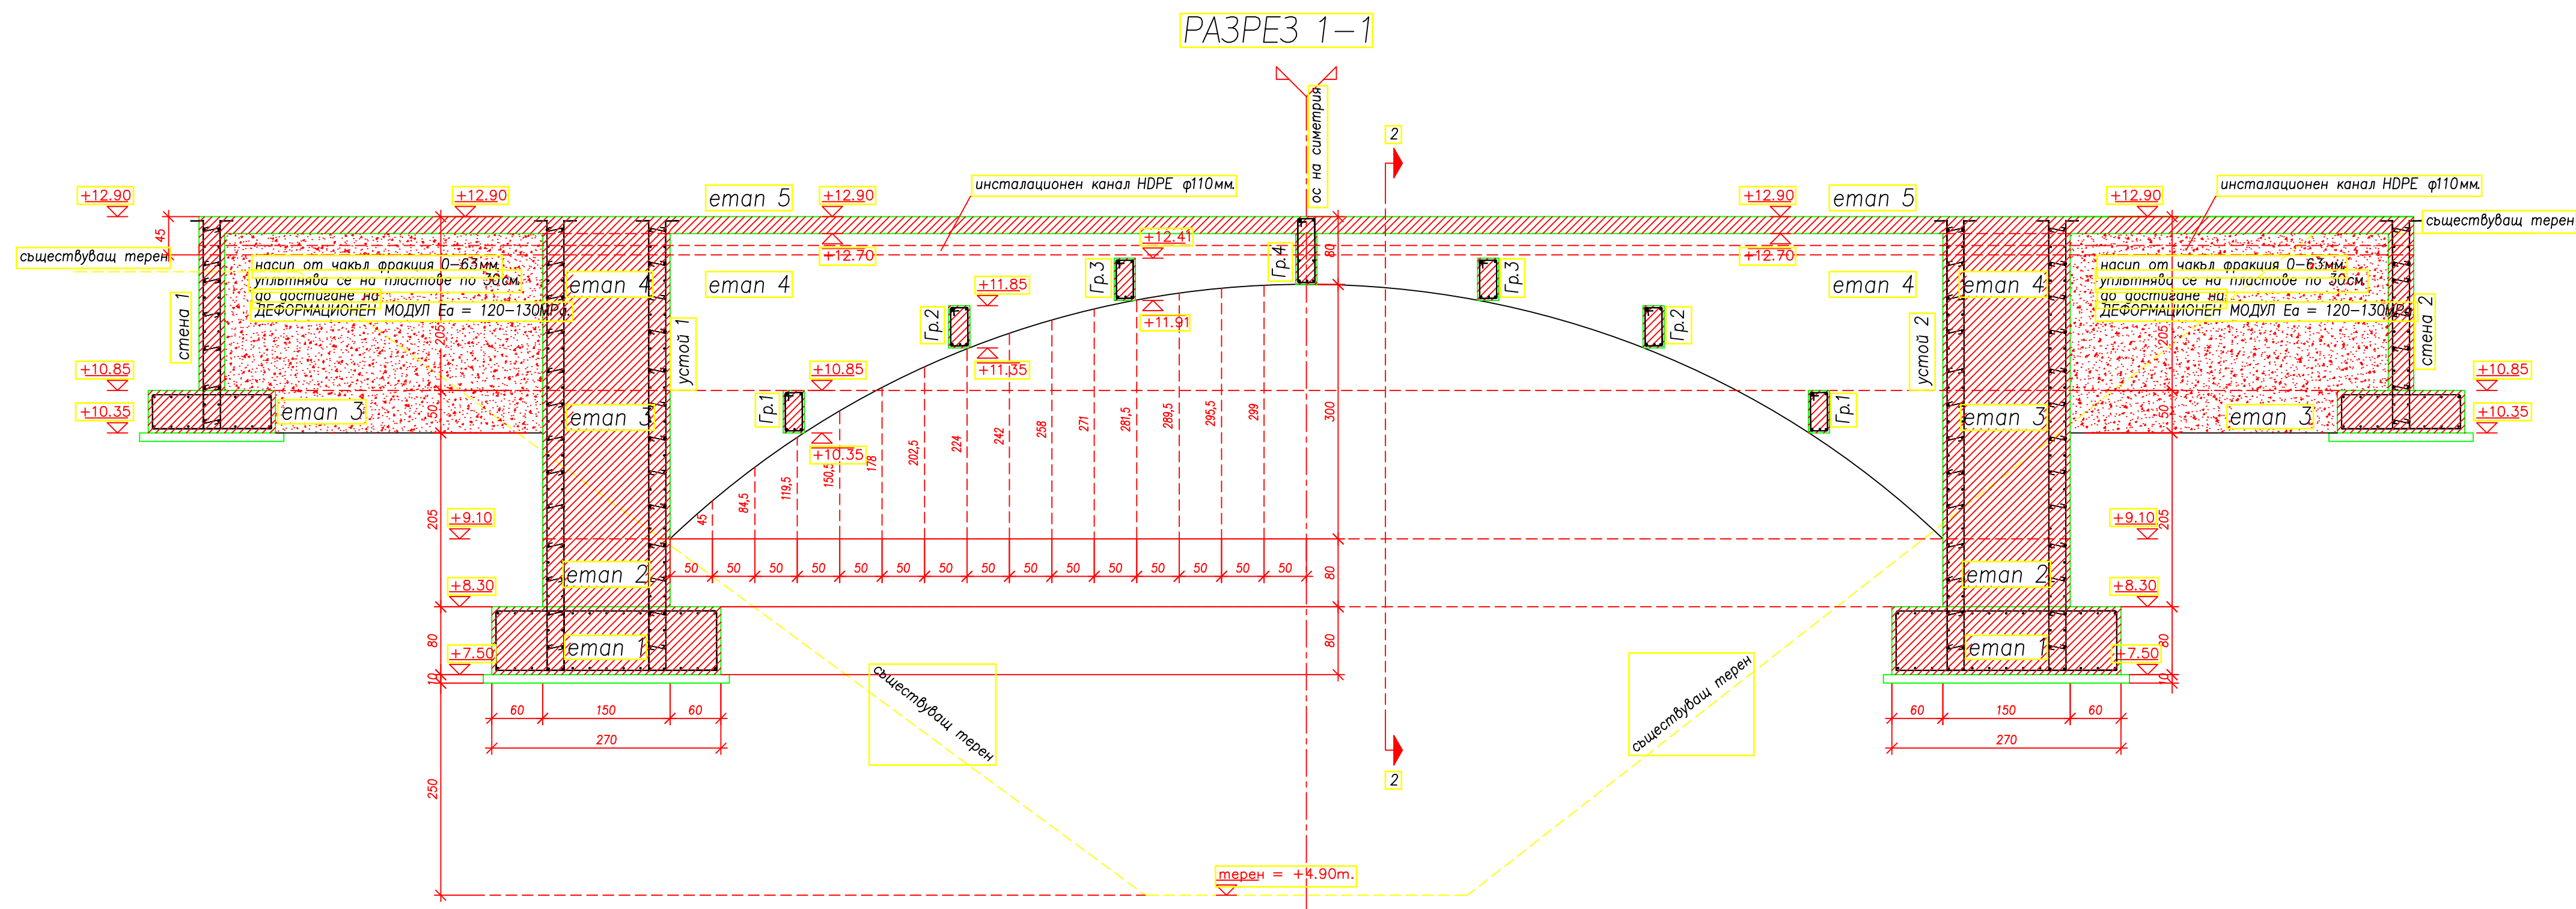 РАЗРЕЗ 1-1
ос на симетрия
2
+12.90
+12.90
етап 5
+12.90
инсталационен канал HDPE φ110мм.
+12.90
етап 5
+12.90
инсталационен канал HDPE φ110мм.
съществуващ терен
45
съществуващ терен
+12.70
+12.41
80
+12.70
насип от чакъл фракция 0-63мм.
уплътнява се на пластове по 30см.
до достигане на
ДЕФОРМАЦИОНЕН МОДУЛ Еа = 120-130МРа.
етап 4
етап 4
Гр.3
Гр.4
Гр.3
етап 4
етап 4
насип от чакъл фракция 0-63мм.
уплътнява се на пластове по 30см.
до достигане на
ДЕФОРМАЦИОНЕН МОДУЛ Еа = 120-130МРа.
стена 1
205
устой 1
Гр.2
+11.85
+11.91
Гр.2
устой 2
205
стена 2
+10.85
+10.85
+11.35
+10.85
+10.35
етап 3
50
етап 3
Гр.1
+10.35
300
Гр.1
етап 3
50
етап 3
+10.35
45
84,5
119,5
150,5
178
202,5
224
242
258
271
281,5
289,5
295,5
299
205
+9.10
+9.10
205
50 50 50 50 50 50 50 50 50 50 50 50 50 50 50
80
+8.30
етап 2
етап 2
+8.30
80
+7.50
етап 1
80
етап 1
+7.50
80
10
10
60 150 60
270
60 150 60
270
съществуващ терен
съществуващ терен
250
2
терен = +4.90m.